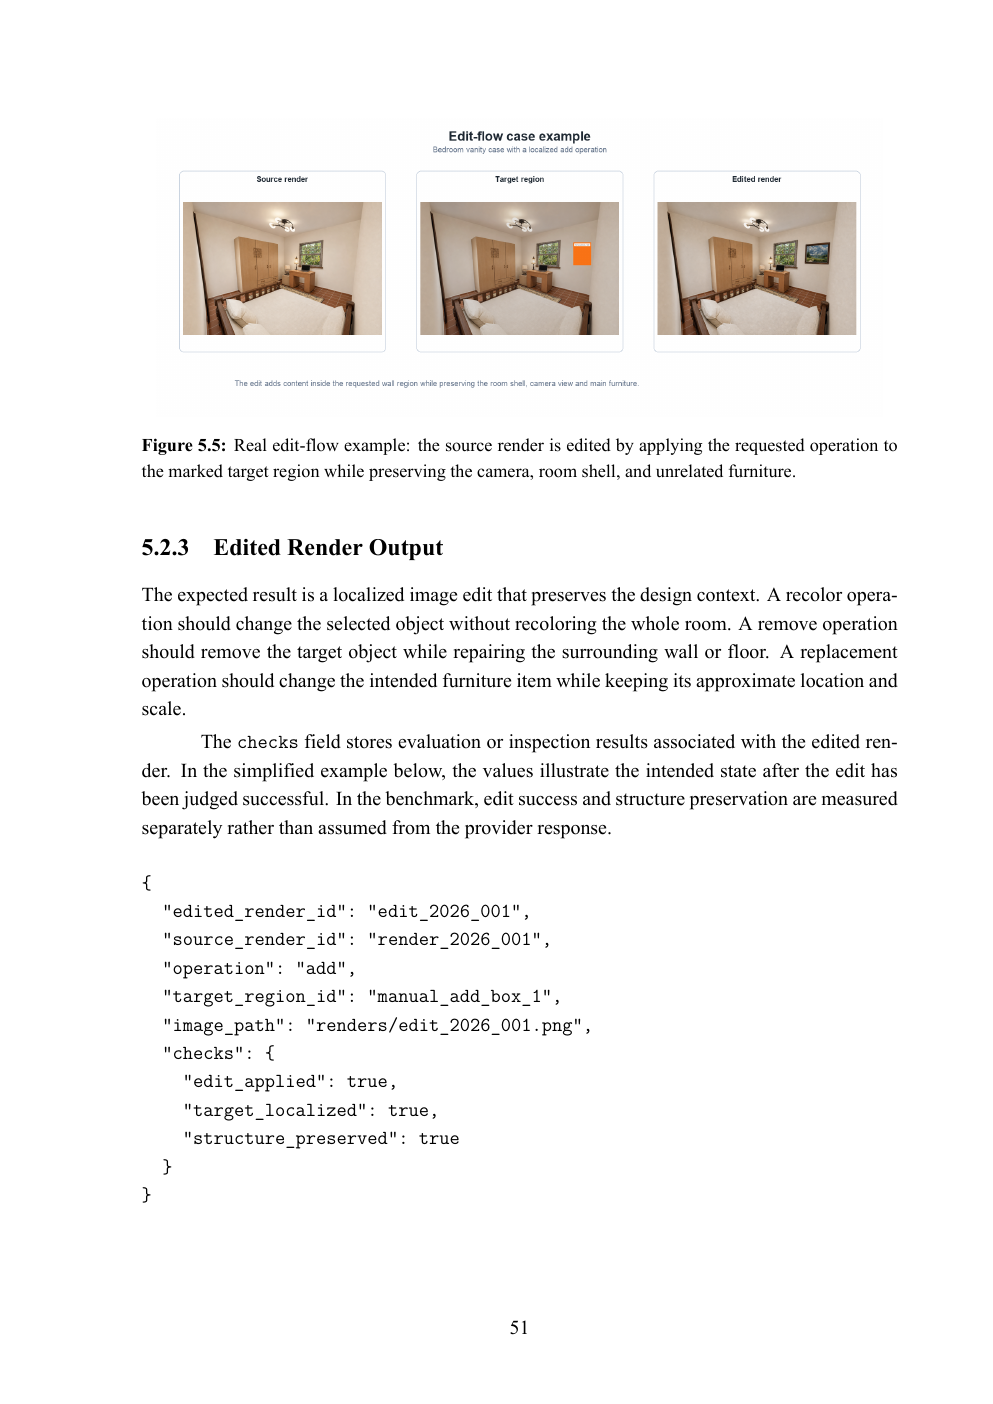 Edit-flow case example
Bedroom vanity case with a localized add operation
Source render
Target region
Edited render
The edit adds content inside the requested wall region while preserving the room shell, camera view and main furniture.
Figure 5.5: Real edit-flow example: the source render is edited by applying the requested operation to
the marked target region while preserving the camera, room shell, and unrelated furniture.
5.2.3 Edited Render Output
The expected result is a localized image edit that preserves the design context. A recolor opera-
tion should change the selected object without recoloring the whole room. A remove operation
should remove the target object while repairing the surrounding wall or floor. A replacement
operation should change the intended furniture item while keeping its approximate location and
scale.
The checks field stores evaluation or inspection results associated with the edited ren-
der. In the simplified example below, the values illustrate the intended state after the edit has
been judged successful. In the benchmark, edit success and structure preservation are measured
separately rather than assumed from the provider response.
{
"edited_render_id": "edit_2026_001",
"source_render_id": "render_2026_001",
"operation": "add",
"target_region_id": "manual_add_box_1",
"image_path": "renders/edit_2026_001.png",
"checks": {
"edit_applied": true,
"target_localized": true,
"structure_preserved": true
}
}
51